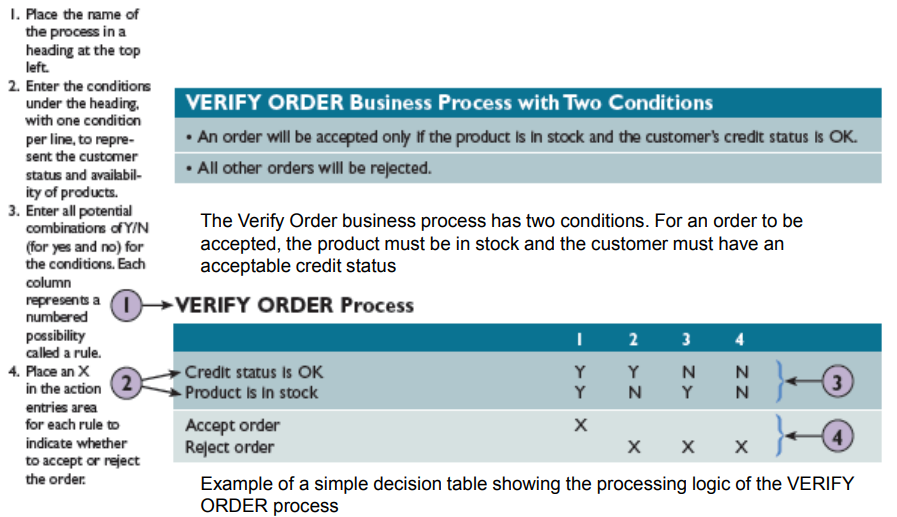 1. Place the name of
the process in a
heading at the top
left.
2. Enter the conditions
under the heading,
with one condition
per line, to repre-
sent the customer
status and availabil-
ity of products.
3. Enter all potential
combinations of Y/N
(for yes and no) for
the conditions. Each
column
represents a
numbered
possibility
called a rule.
4. Place an X
in the action
entries area
for each rule to
indicate whether
to accept or reject
the order.
VERIFY ORDER Business Process with Two Conditions
• An order will be accepted only if the product is in stock and the customer's credit status is OK.
• All other orders will be rejected.
The Verify Order business process has two conditions. For an order to be
accepted, the product must be in stock and the customer must have an
acceptable credit status
1 VERIFY ORDER Process
1 2 3 4
Credit status is OK Y Y N N
Product is in stock Y N Y N
2
3
Accept order X
Reject order X X X
4
Example of a simple decision table showing the processing logic of the VERIFY
ORDER process